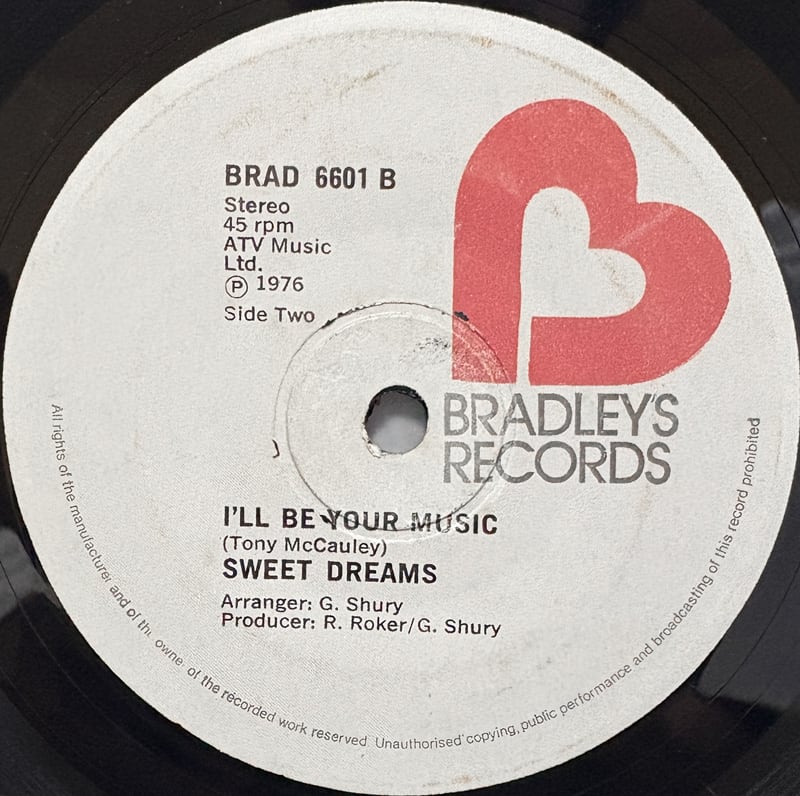 BRAD 6601 B
Stereo
45 rpm
ATV Music
Ltd.
Ⓟ 1976
Side Two
BRADLEY'S
RECORDS
I'LL BE YOUR MUSIC
(Tony McCauley)
SWEET DREAMS
Arranger: G. Shury
Producer: R. Roker/G. Shury
All rights of the manufacturer and of the owner of the recorded work reserved. Unauthorised copying, public performance and broadcasting of this record prohibited